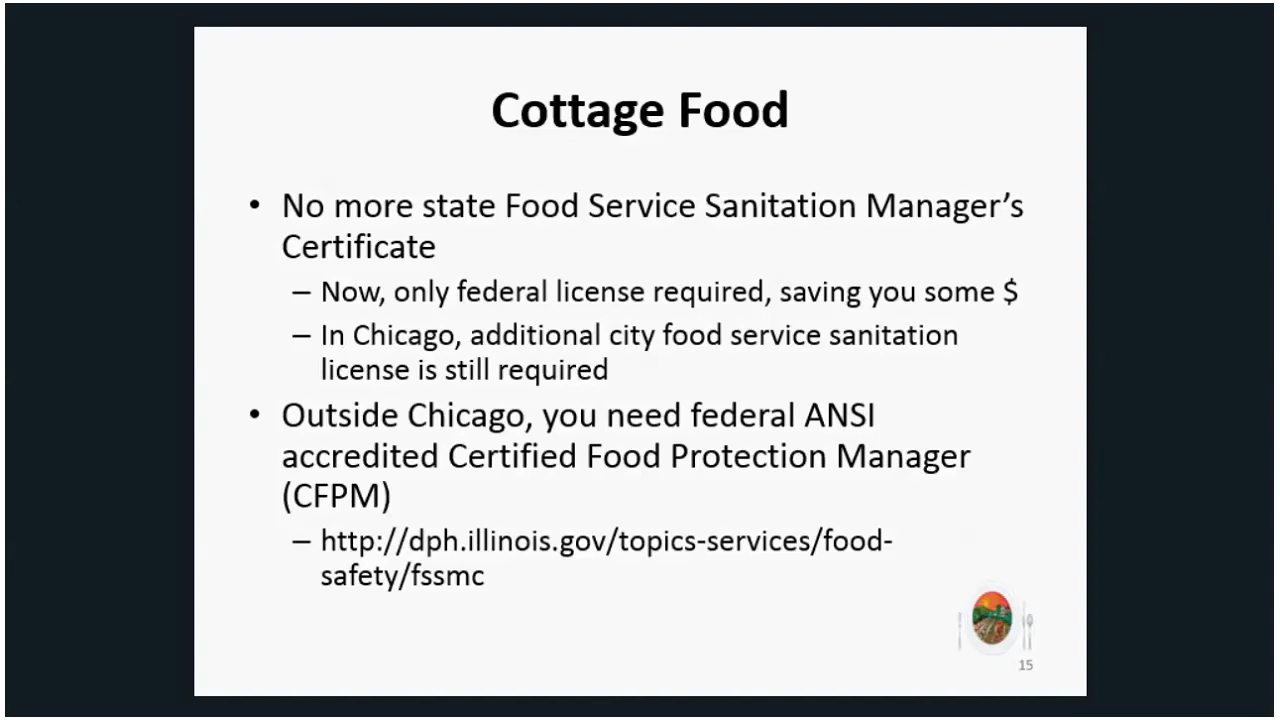 Cottage Food
• No more state Food Service Sanitation Manager’s
Certificate
– Now, only federal license required, saving you some $
– In Chicago, additional city food service sanitation
license is still required
• Outside Chicago, you need federal ANSI
accredited Certified Food Protection Manager
(CFPM)
– http://dph.illinois.gov/topics-services/food-
safety/fssmc
15